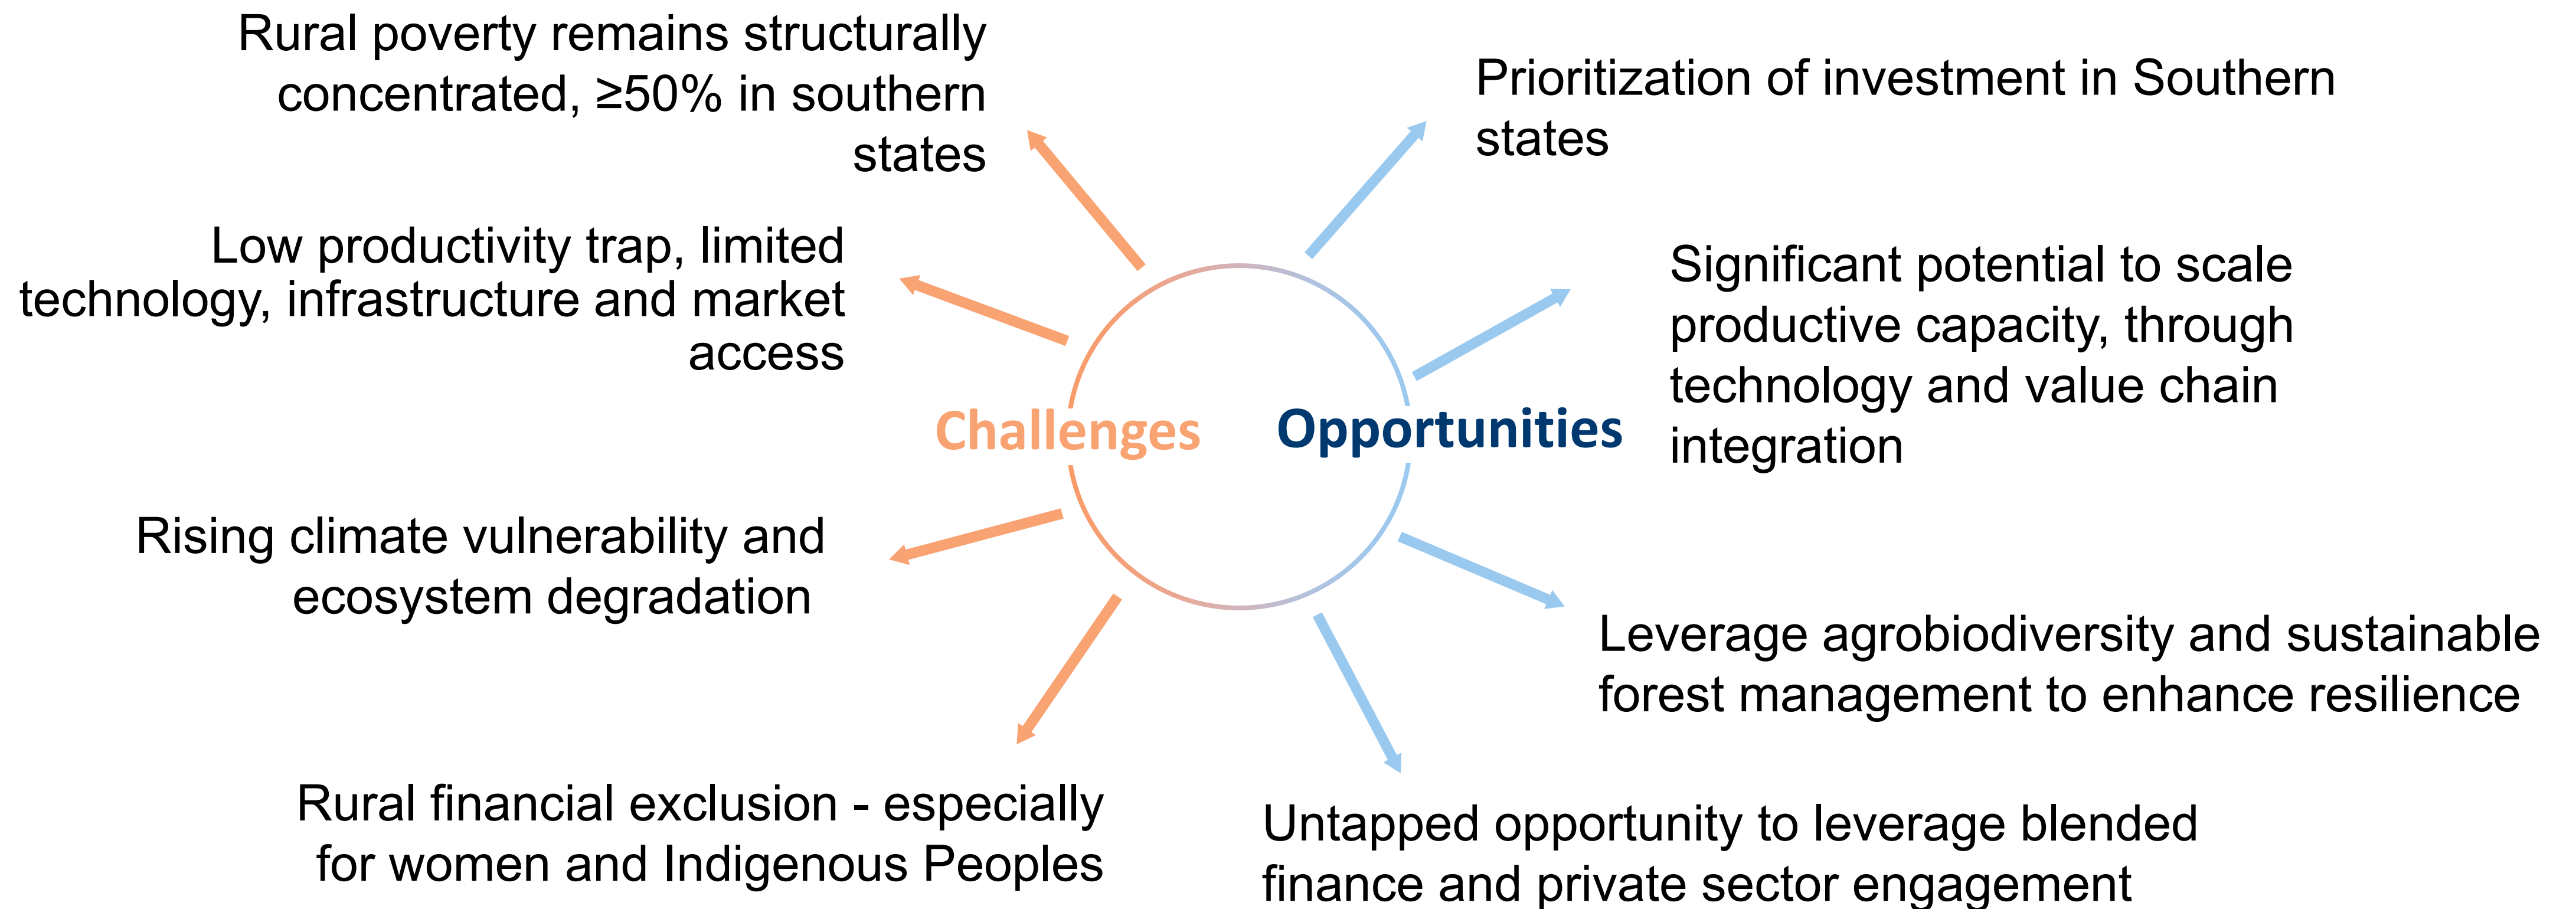 Rural poverty remains structurally
concentrated, ≥50% in southern
states
Low productivity trap, limited
technology, infrastructure and market
access
Challenges
Rising climate vulnerability and
ecosystem degradation
Rural financial exclusion - especially
for women and Indigenous Peoples
Prioritization of investment in Southern
states
Significant potential to scale
productive capacity, through
technology and value chain
integration
Opportunities
Leverage agrobiodiversity and sustainable
forest management to enhance resilience
Untapped opportunity to leverage blended
finance and private sector engagement